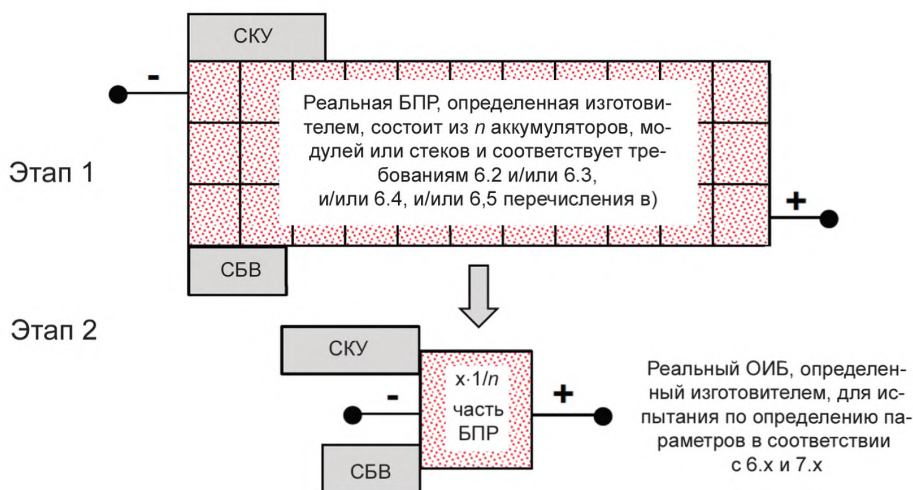 СКУ
-
Реальная БПР, определенная изготови-
телем, состоит из n аккумуляторов, мо-
дулей или стеков и соответствует тре-
бованиям 6.2 и/или 6.3,
и/или 6.4, и/или 6,5 перечисления в)
Этап 1
+
СБВ
Этап 2
СКУ
x·1/n
часть
БПР
-
+
СБВ
Реальный ОИБ, определен-
ный изготовителем, для ис-
пытания по определению па-
раметров в соответствии
с 6.x и 7.x